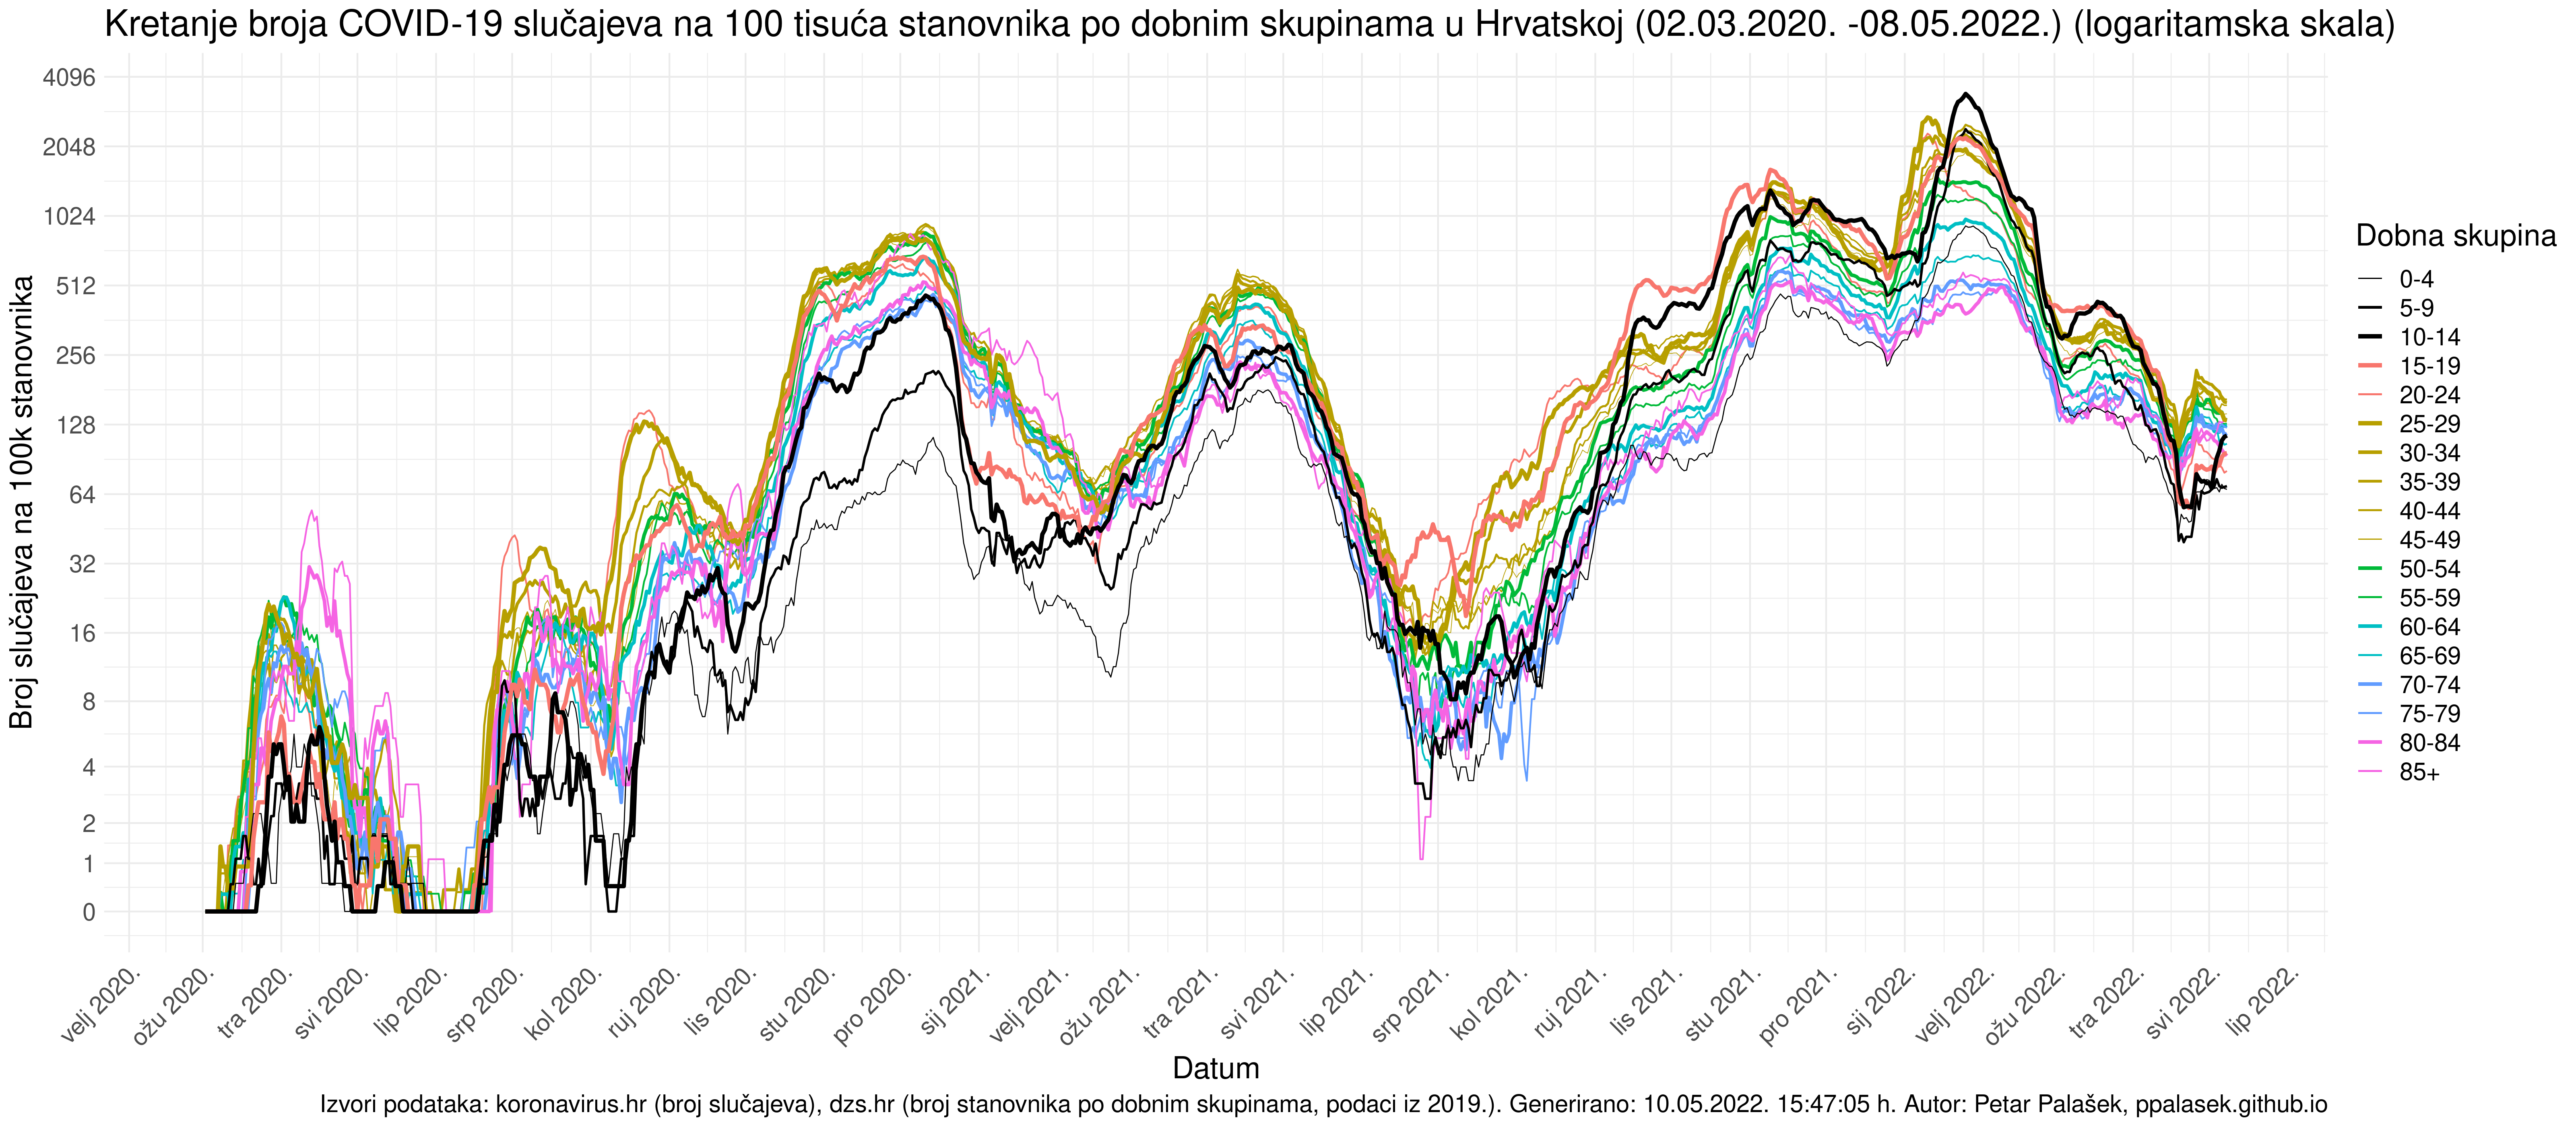 Kretanje broja COVID-19 slučajeva na 100 tisuća stanovnika po dobnim skupinama u Hrvatskoj (02.03.2020. -08.05.2022.) (logaritamska skala)
Broj slučajeva na 100k stanovnika
4096
2048
1024
512
256
128
64
32
16
8
4
2
1
0
velj 2020.
ožu 2020.
tra 2020.
svi 2020.
lip 2020.
srp 2020.
kol 2020.
ruj 2020.
lis 2020.
stu 2020.
pro 2020.
sij 2021.
velj 2021.
ožu 2021.
tra 2021.
svi 2021.
lip 2021.
srp 2021.
kol 2021.
ruj 2021.
lis 2021.
stu 2021.
pro 2021.
sij 2022.
velj 2022.
ožu 2022.
tra 2022.
svi 2022.
lip 2022.
Datum
Dobna skupina
0-4
5-9
10-14
15-19
20-24
25-29
30-34
35-39
40-44
45-49
50-54
55-59
60-64
65-69
70-74
75-79
80-84
85+
Izvori podataka: koronavirus.hr (broj slučajeva), dzs.hr (broj stanovnika po dobnim skupinama, podaci iz 2019.). Generirano: 10.05.2022. 15:47:05 h. Autor: Petar Palašek, ppalasek.github.io